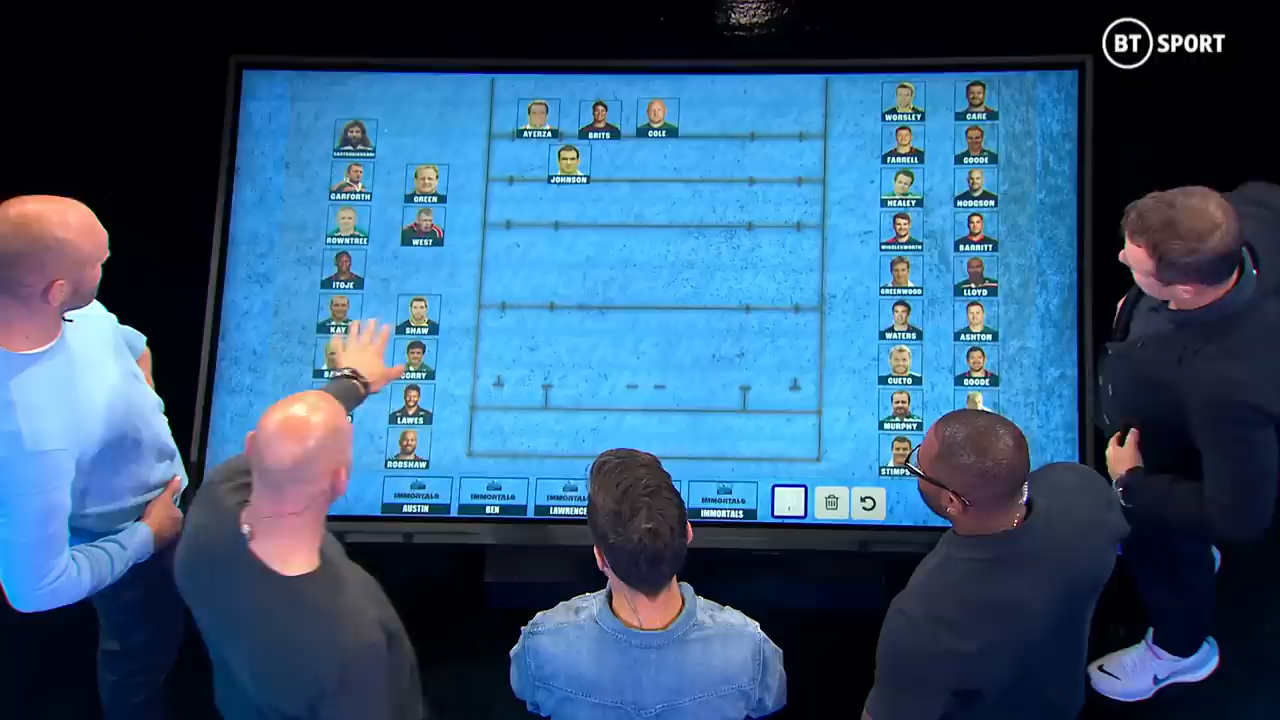 BT SPORT
AYERZA
BRITS
COLE
JOHNSON
GARFORTH
GREEN
ROWNTREE
WEST
ITOJE
KAY
SHAW
CORRY
LAWES
ROBSHAW
WORSLEY
CARE
FARRELL
GOODE
HEALEY
HODGSON
WIGGLESWORTH
BARRITT
GREENWOOD
LLOYD
WATERS
ASHTON
CUETO
GOODE
MURPHY
STIMPS
IMMORTALS
IMMORTALS
IMMORTALS
IMMORTALS
AUSTIN
BEN
LAWRENCE
IMMORTALS